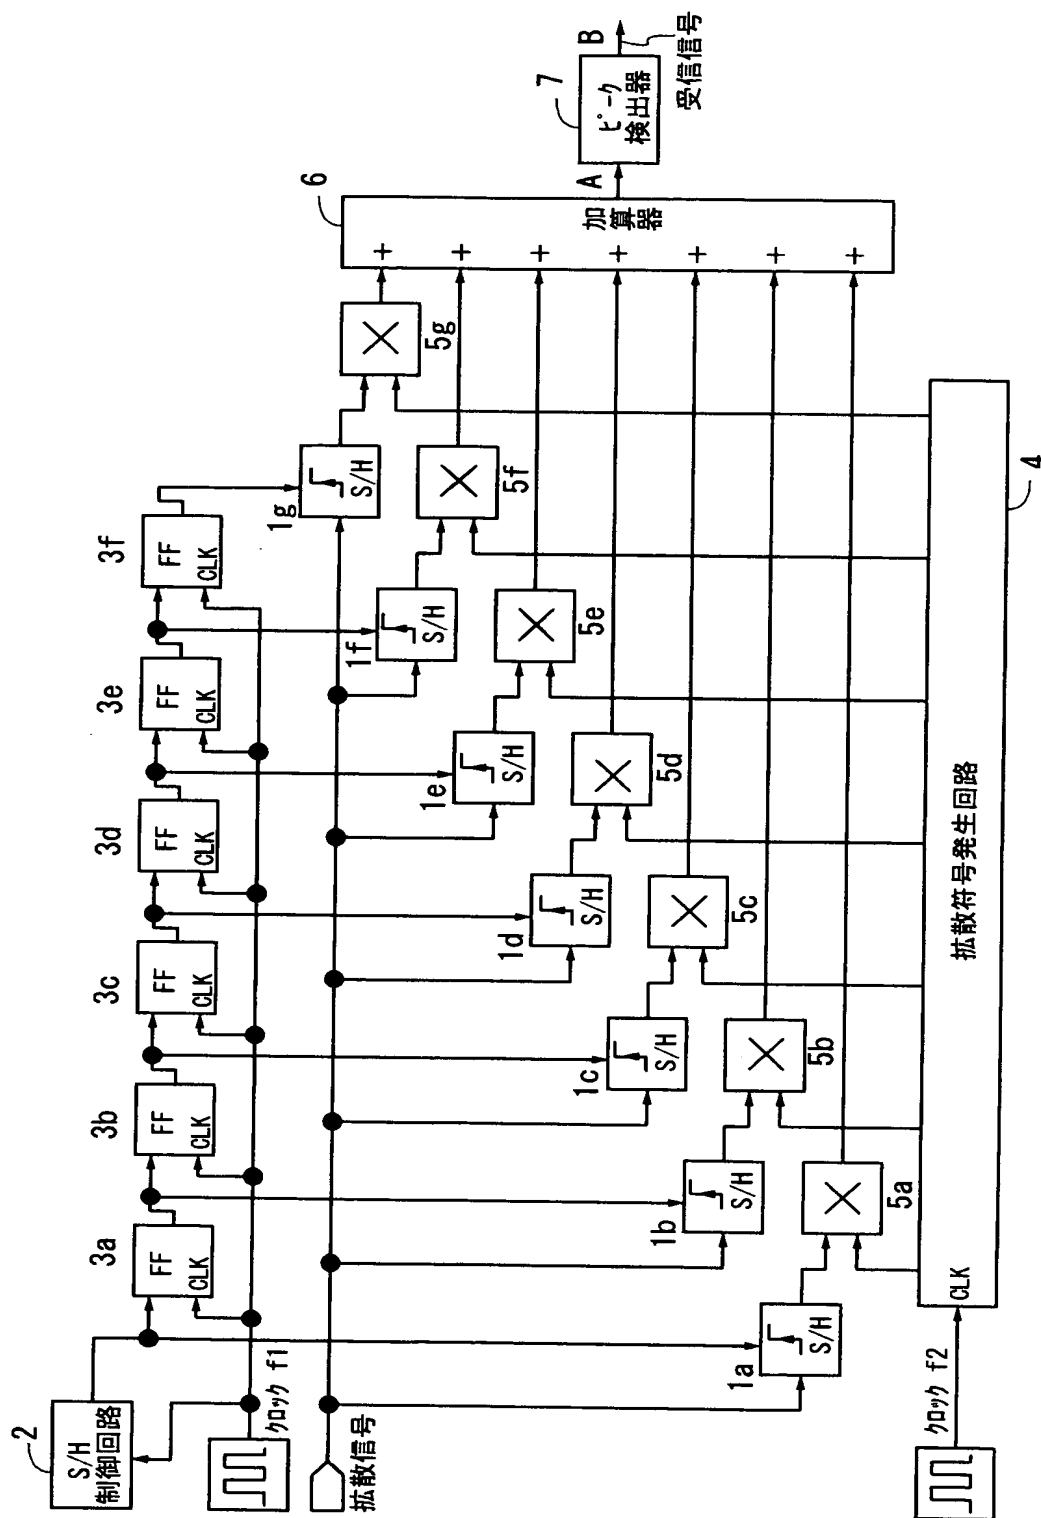 2
S/H
制御回路
3a
FF
CLK
3b
FF
CLK
3c
FF
CLK
3d
FF
CLK
3e
FF
CLK
3f
FF
CLK
クロック f1
拡散信号
1a
S/H
1b
S/H
1c
S/H
1d
S/H
1e
S/H
1f
S/H
1g
S/H
5a
5b
5c
5d
5e
5f
5g
6
加算器
+
+
+
+
+
+
+
A
7
ピーク
検出器
B
受信信号
クロック f2
CLK
拡散符号発生回路
4